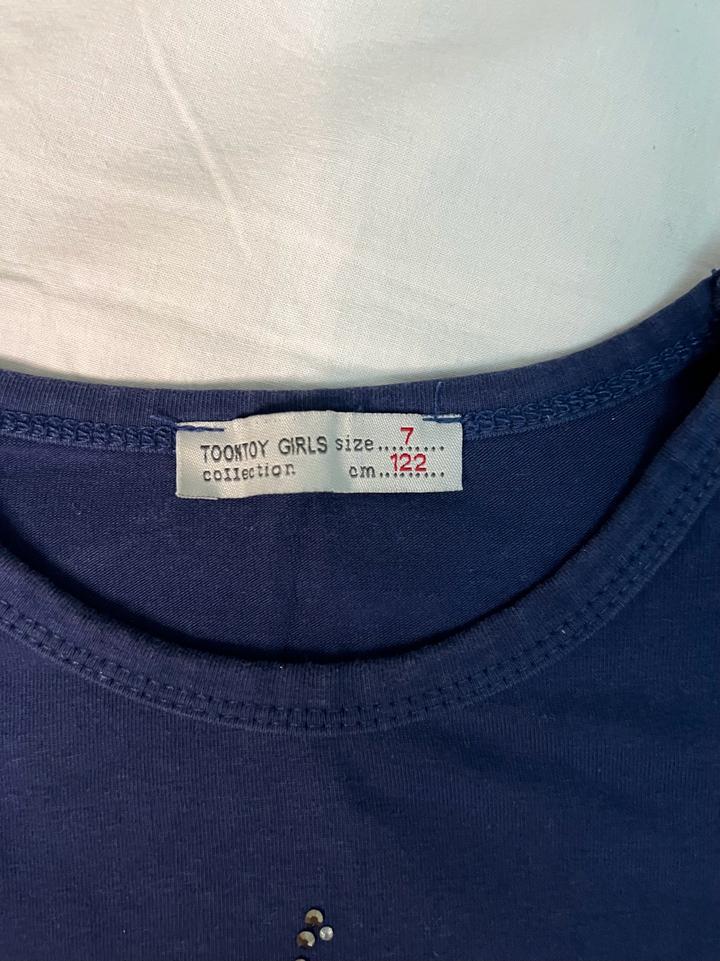 TOONTOY GIRLS size.....7.....
collection cm.....122.....